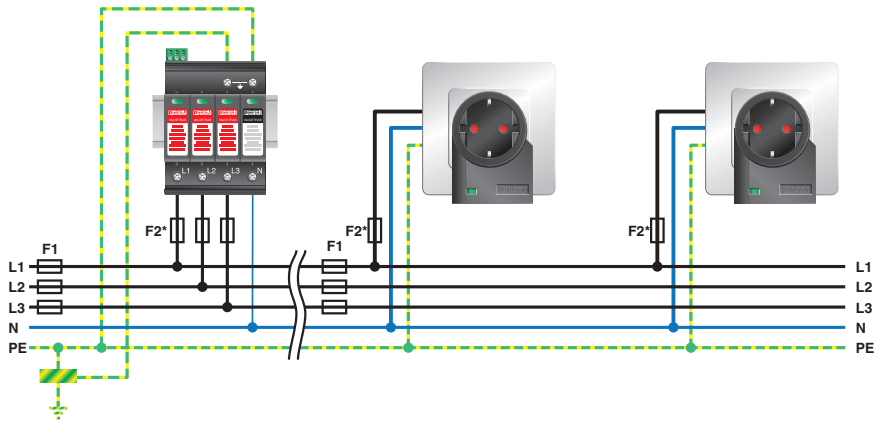 L1 L2 L3 N
F2* F2* F2*
F1 F1
L1 L1
L2 L2
L3 L3
N N
PE PE